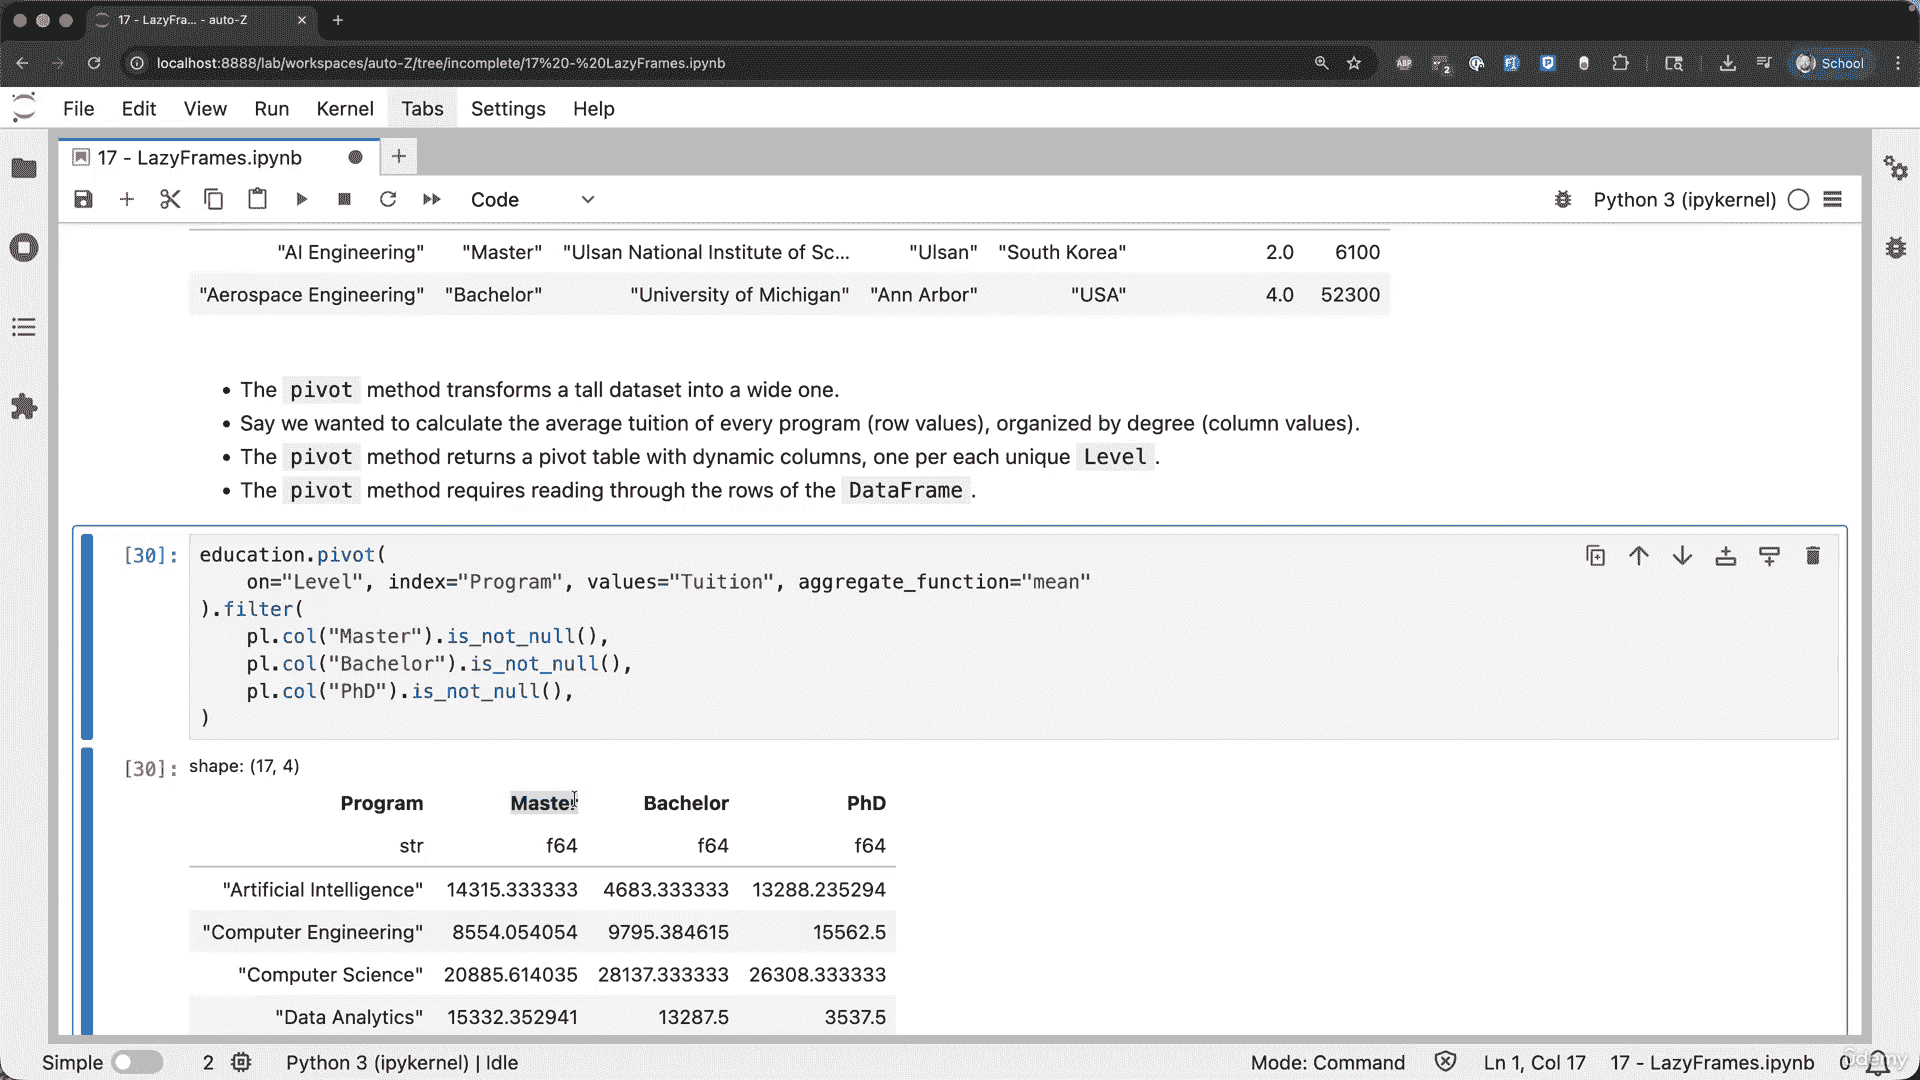 17 - LazyFra... - auto-Z
localhost:8888/lab/workspaces/auto-Z/tree/incomplete/17%20-%20LazyFrames.ipynb
ABP
2
School
File Edit View Run Kernel Tabs Settings Help
17 - LazyFrames.ipynb
Code
Python 3 (ipykernel)
"AI Engineering" "Master" "Ulsan National Institute of Sc... "Ulsan" "South Korea" 2.0 6100
"Aerospace Engineering" "Bachelor" "University of Michigan" "Ann Arbor" "USA" 4.0 52300
• The pivot method transforms a tall dataset into a wide one.
• Say we wanted to calculate the average tuition of every program (row values), organized by degree (column values).
• The pivot method returns a pivot table with dynamic columns, one per each unique Level.
• The pivot method requires reading through the rows of the DataFrame.
[30]: education.pivot(
on="Level", index="Program", values="Tuition", aggregate_function="mean"
).filter(
pl.col("Master").is_not_null(),
pl.col("Bachelor").is_not_null(),
pl.col("PhD").is_not_null(),
)
[30]: shape: (17, 4)
Program Master Bachelor PhD
str f64 f64 f64
"Artificial Intelligence" 14315.333333 4683.333333 13288.235294
"Computer Engineering" 8554.054054 9795.384615 15562.5
"Computer Science" 20885.614035 28137.333333 26308.333333
"Data Analytics" 15332.352941 13287.5 3537.5
Simple 2 Python 3 (ipykernel) | Idle Mode: Command Ln 1, Col 17 17 - LazyFrames.ipynb 0
udemy